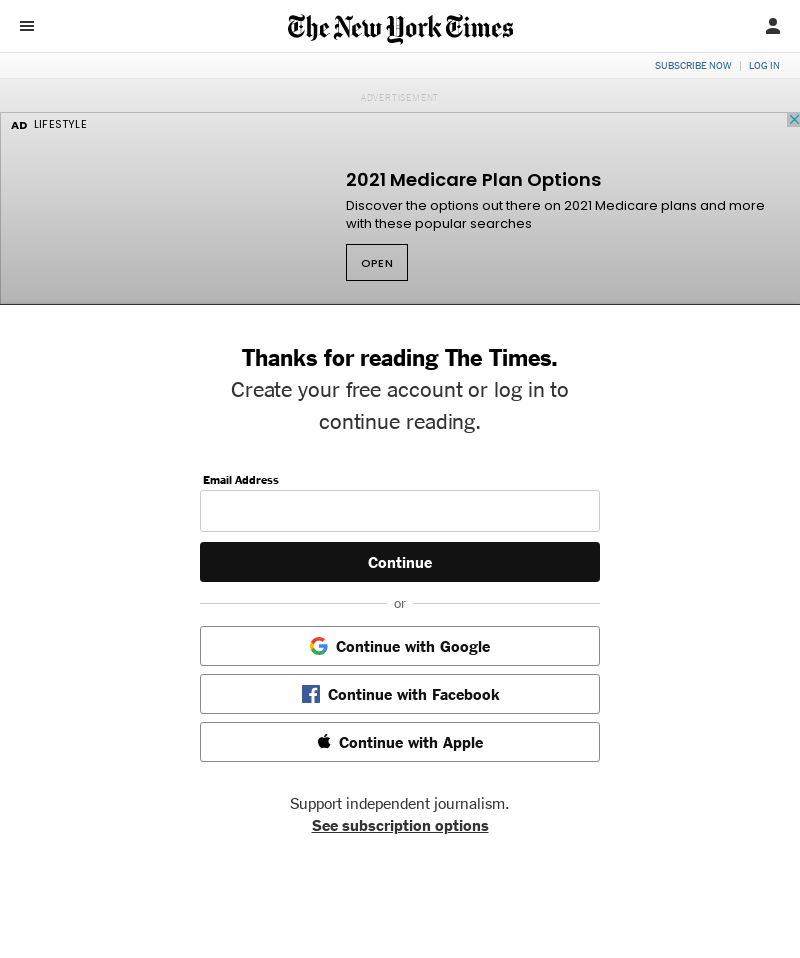 The New York Times
SUBSCRIBE NOW | LOG IN
ADVERTISEMENT
AD LIFESTYLE
2021 Medicare Plan Options
Discover the options out there on 2021 Medicare plans and more
with these popular searches
OPEN
Thanks for reading The Times.
Create your free account or log in to
continue reading.
Email Address
Continue
or
Continue with Google
Continue with Facebook
Continue with Apple
Support independent journalism.
See subscription options